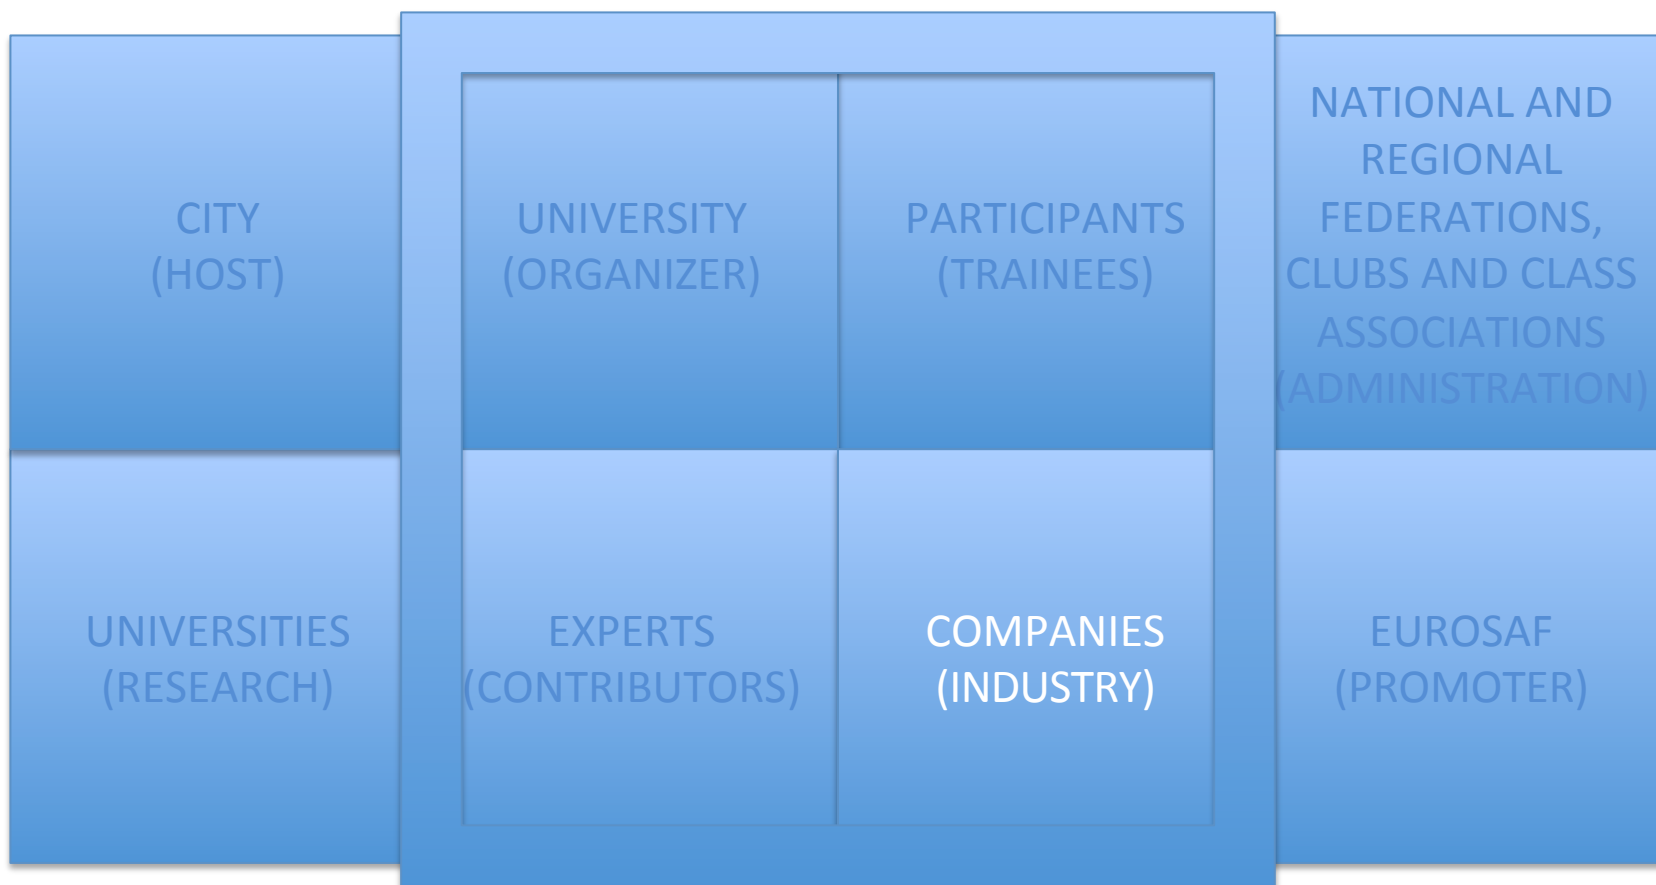 CITY
(HOST)
UNIVERSITY
(ORGANIZER)
PARTICIPANTS
(TRAINEES)
NATIONAL AND
REGIONAL
FEDERATIONS,
CLUBS AND CLASS
ASSOCIATIONS
(ADMINISTRATION)
UNIVERSITIES
(RESEARCH)
EXPERTS
(CONTRIBUTORS)
COMPANIES
(INDUSTRY)
EUROSAF
(PROMOTER)